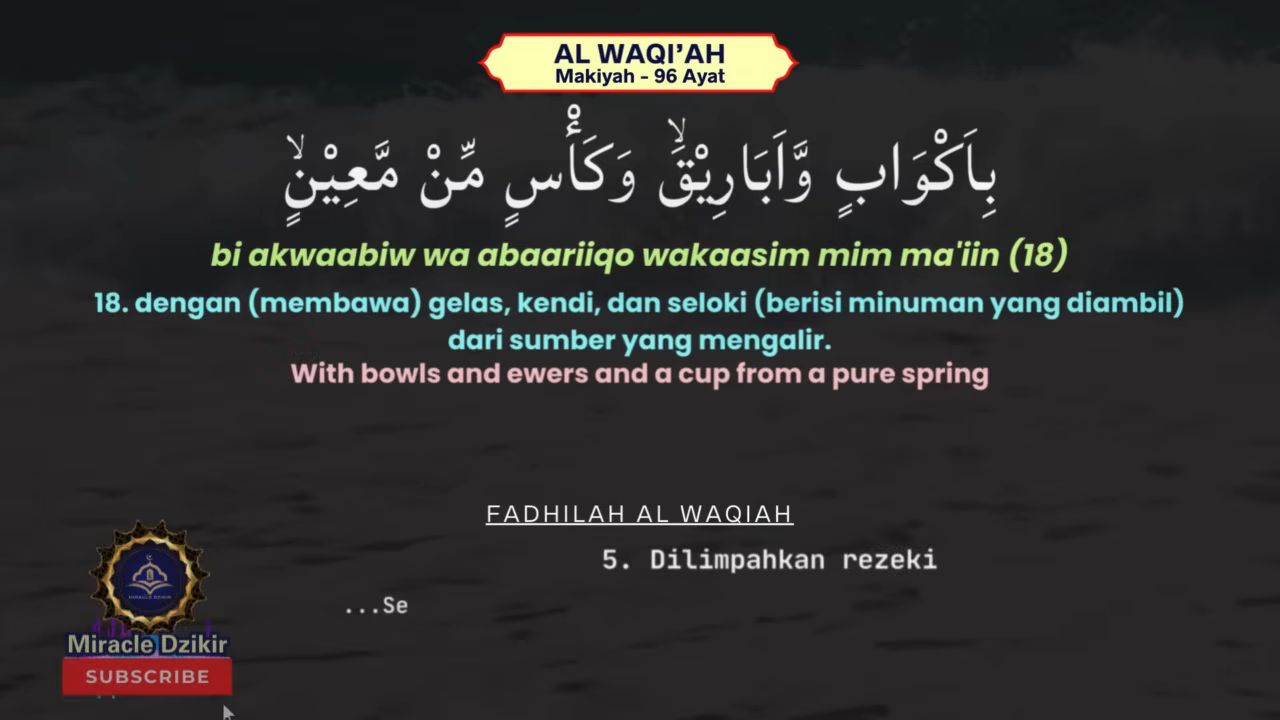 AL WAQI'AH
Makiyah - 96 Ayat
بِاَكْوَابٍ وَّاَبَارِيْقَۙ وَكَأْسٍ مِّنْ مَّعِيْنٍۙ
bi akwaabiw wa abaariiqo wakaasim mim ma'iin (18)
18. dengan (membawa) gelas, kendi, dan seloki (berisi minuman yang diambil)
dari sumber yang mengalir.
With bowls and ewers and a cup from a pure spring
FADHILAH AL WAQIAH
5. Dilimpahkan rezeki
...Se
MIRACLE DZIKIR
Miracle Dzikir
SUBSCRIBE